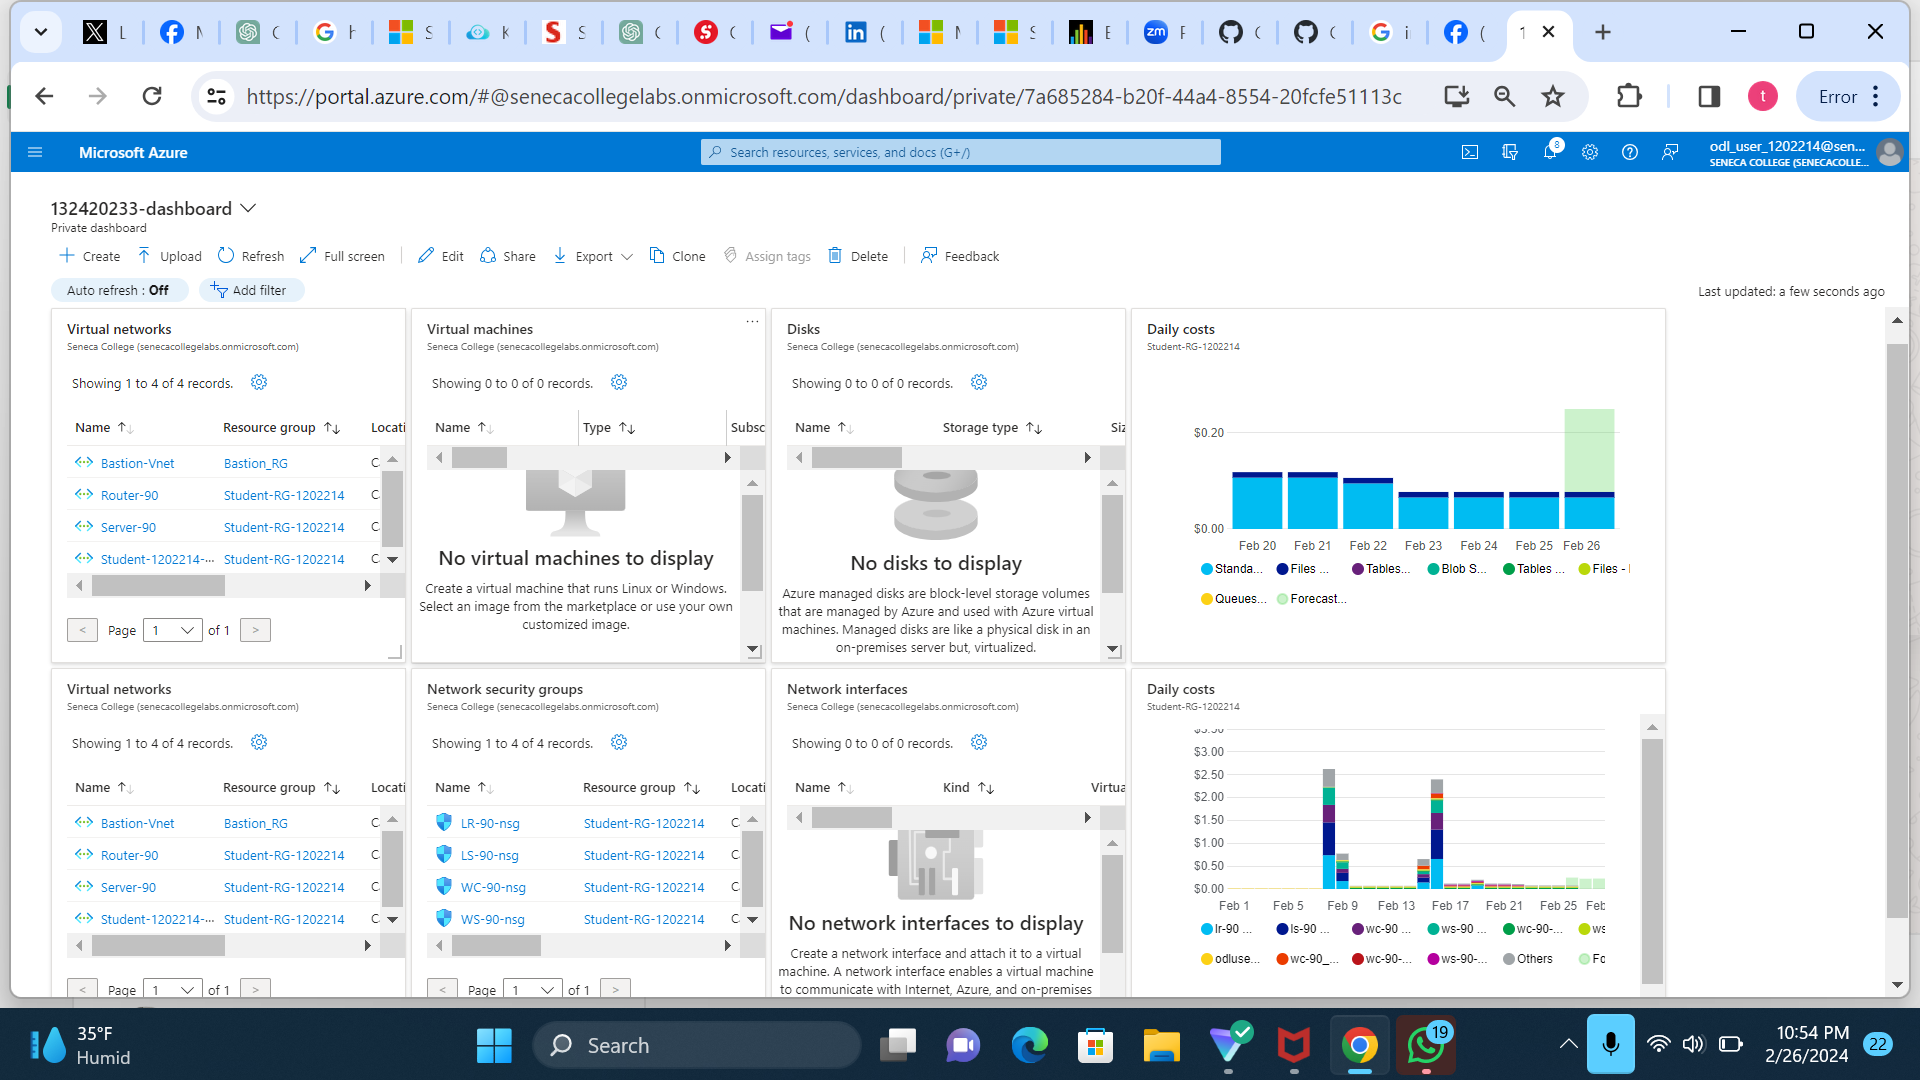 https://portal.azure.com/#@senecacollegelabs.onmicrosoft.com/dashboard/private/7a685284-b20f-44a4-8554-20fcfe51113c
t
Error
Microsoft Azure
Search resources, services, and docs (G+/)
8
odl_user_1202214@sen...
SENECA COLLEGE (SENECACOLLE...
132420233-dashboard
Private dashboard
Create Upload Refresh Full screen Edit Share Export Clone Assign tags Delete Feedback
Auto refresh : Off
Add filter
Last updated: a few seconds ago
Virtual networks
Seneca College (senecacollegelabs.onmicrosoft.com)
Showing 1 to 4 of 4 records.
Name Resource group Locati
Bastion-Vnet Bastion_RG C
Router-90 Student-RG-1202214 C
Server-90 Student-RG-1202214 C
Student-1202214-... Student-RG-1202214 C
< Page 1 of 1 >
Virtual machines
Seneca College (senecacollegelabs.onmicrosoft.com)
Showing 0 to 0 of 0 records.
Name Type Subsc
No virtual machines to display
Create a virtual machine that runs Linux or Windows.
Select an image from the marketplace or use your own
customized image.
Disks
Seneca College (senecacollegelabs.onmicrosoft.com)
Showing 0 to 0 of 0 records.
Name Storage type Siz
No disks to display
Azure managed disks are block-level storage volumes
that are managed by Azure and used with Azure virtual
machines. Managed disks are like a physical disk in an
on-premises server but, virtualized.
Daily costs
Student-RG-1202214
$0.20
$0.00
Feb 20 Feb 21 Feb 22 Feb 23 Feb 24 Feb 25 Feb 26
Standa... Files ... Tables... Blob S... Tables ... Files -
Queues... Forecast...
Virtual networks
Seneca College (senecacollegelabs.onmicrosoft.com)
Showing 1 to 4 of 4 records.
Name Resource group Locati
Bastion-Vnet Bastion_RG C
Router-90 Student-RG-1202214 C
Server-90 Student-RG-1202214 C
Student-1202214-... Student-RG-1202214 C
< Page 1 of 1 >
Network security groups
Seneca College (senecacollegelabs.onmicrosoft.com)
Showing 1 to 4 of 4 records.
Name Resource group Locati
LR-90-nsg Student-RG-1202214 C
LS-90-nsg Student-RG-1202214 C
WC-90-nsg Student-RG-1202214 C
WS-90-nsg Student-RG-1202214 C
< Page 1 of 1 >
Network interfaces
Seneca College (senecacollegelabs.onmicrosoft.com)
Showing 0 to 0 of 0 records.
Name Kind Virtua
No network interfaces to display
Create a network interface and attach it to a virtual
machine. A network interface enables a virtual machine
to communicate with Internet, Azure, and on-premises
Daily costs
Student-RG-1202214
$3.50
$3.00
$2.50
$2.00
$1.50
$1.00
$0.50
$0.00
Feb 1 Feb 5 Feb 9 Feb 13 Feb 17 Feb 21 Feb 25 Feb
lr-90 ... ls-90 ... wc-90 ... ws-90 ... wc-90-... ws
odluse... wc-90_... wc-90-... ws-90-... Others Fo
35°F
Humid
Search
19
10:54 PM
2/26/2024
22